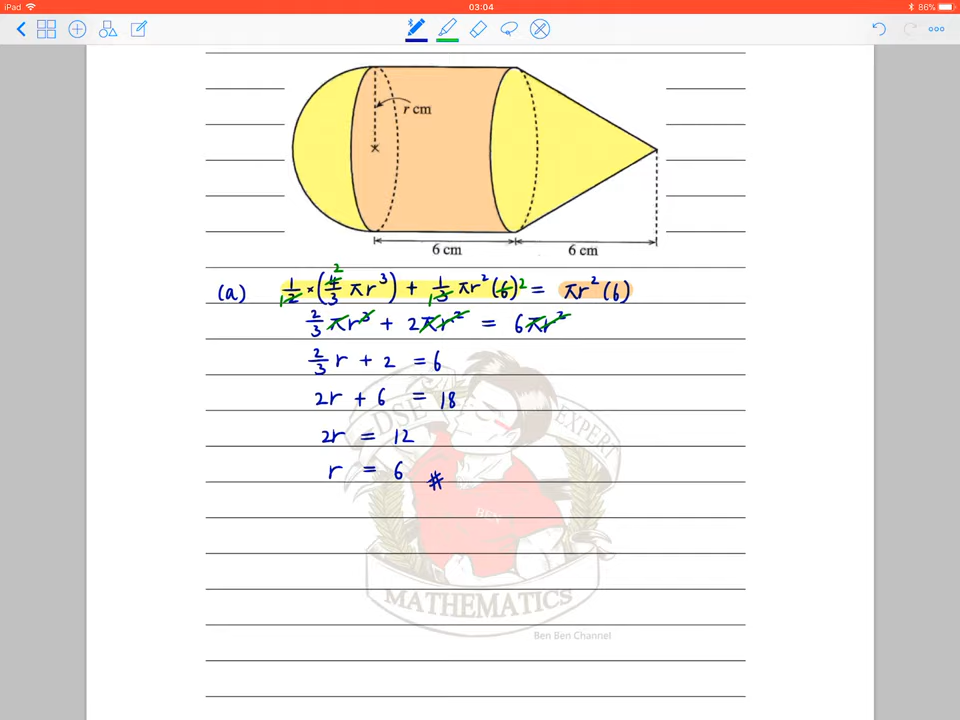 iPad 03:04 86%
r cm
6 cm 6 cm
(a) 1/2 × (4/3 πr³) + 1/3 πr²(6) = πr²(6)
2/3 πr³ + 2πr² = 6πr²
2/3 r + 2 = 6
2r + 6 = 18
2r = 12
r = 6 #
DSE EXPERT
BEN
MATHEMATICS
Ben Ben Channel